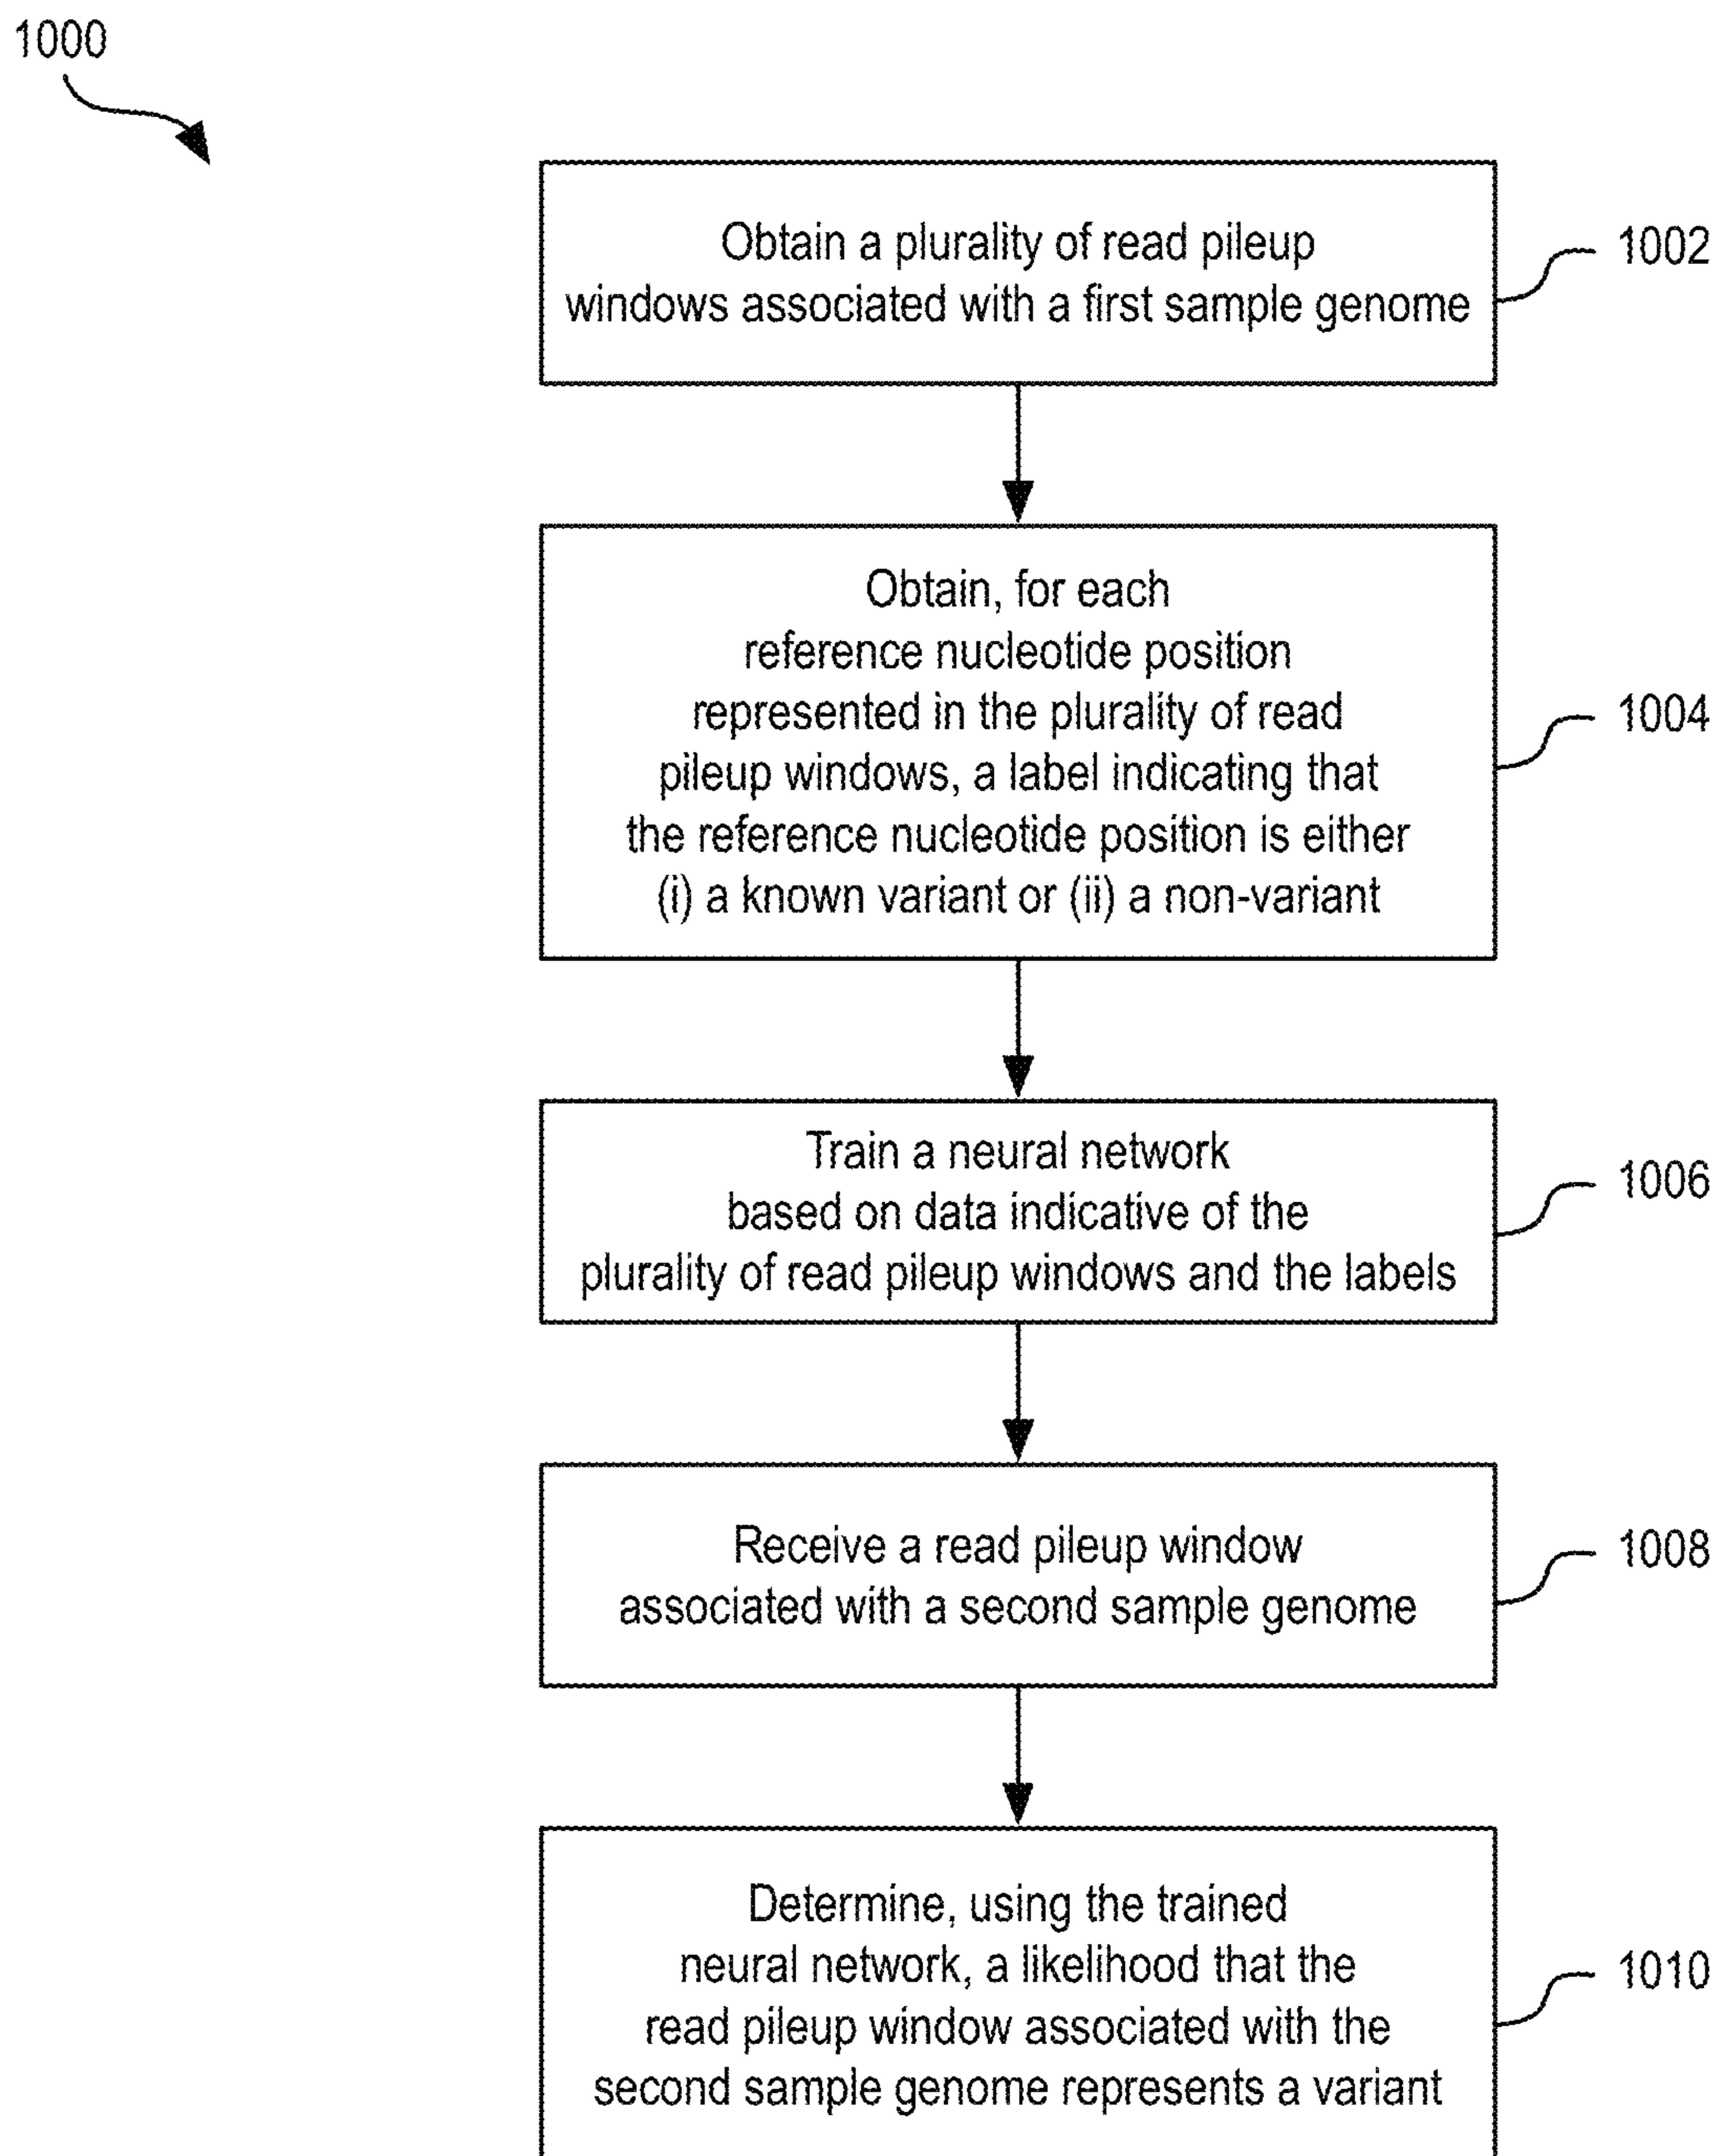 1000
Obtain a plurality of read pileup
windows associated with a first sample genome
1002
Obtain, for each
reference nucleotide position
represented in the plurality of read
pileup windows, a label indicating that
the reference nucleotide position is either
(i) a known variant or (ii) a non-variant
1004
Train a neural network
based on data indicative of the
plurality of read pileup windows and the labels
1006
Receive a read pileup window
associated with a second sample genome
1008
Determine, using the trained
neural network, a likelihood that the
read pileup window associated with the
second sample genome represents a variant
1010